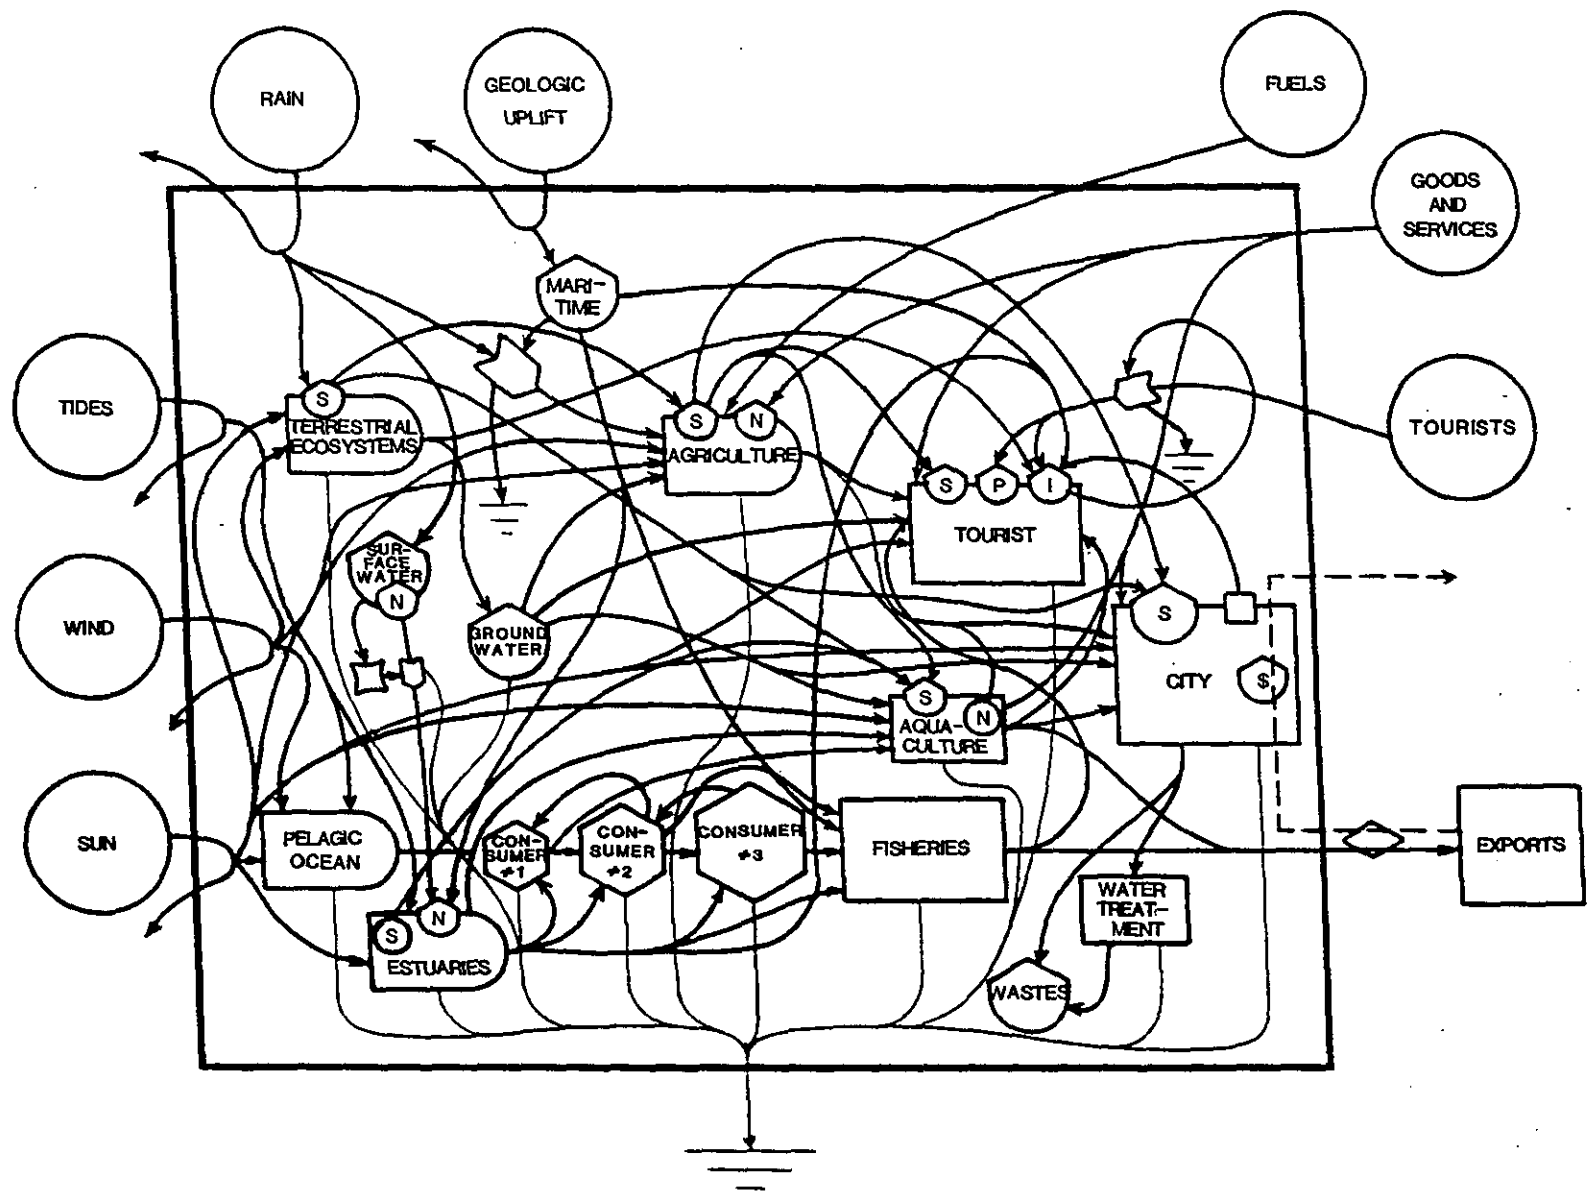 RAIN
GEOLOGIC
UPLIFT
FUELS
GOODS
AND
SERVICES
MARI-
TIME
TIDES
S
TERRESTRIAL
ECOSYSTEMS
S
N
AGRICULTURE
S
P
I
TOURIST
TOURISTS
SUR-
FACE
WATER
N
WIND
GROUND
WATER
S
CITY
$
S
N
AQUA-
CULTURE
SUN
PELAGIC
OCEAN
CON-
SUMER
≠1
CON-
SUMER
≠2
CONSUMER
≠3
FISHERIES
EXPORTS
WATER
TREAT-
MENT
S
N
ESTUARIES
WASTES